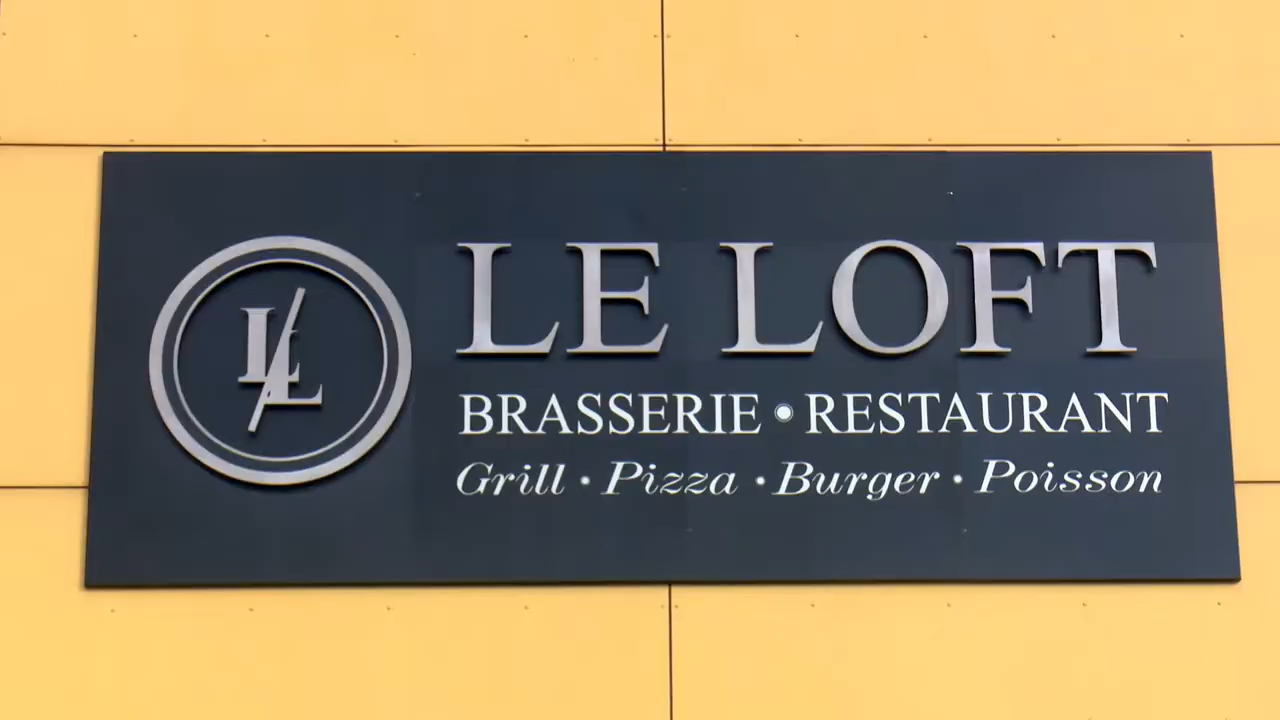 LL
LE LOFT
BRASSERIE • RESTAURANT
Grill · Pizza · Burger · Poisson